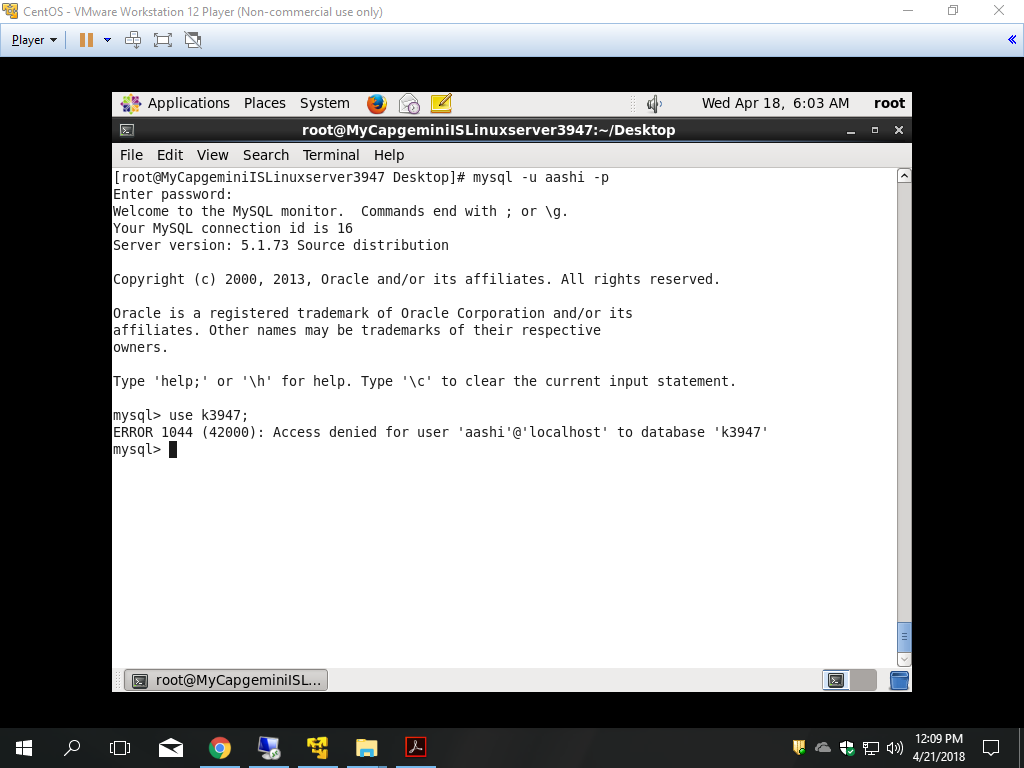 CentOS - VMware Workstation 12 Player (Non-commercial use only)
Player
Applications Places System Wed Apr 18, 6:03 AM root
root@MyCapgeminiISLinuxserver3947:~/Desktop
File Edit View Search Terminal Help
[root@MyCapgeminiISLinuxserver3947 Desktop]# mysql -u aashi -p
Enter password:
Welcome to the MySQL monitor.  Commands end with ; or \g.
Your MySQL connection id is 16
Server version: 5.1.73 Source distribution
Copyright (c) 2000, 2013, Oracle and/or its affiliates. All rights reserved.
Oracle is a registered trademark of Oracle Corporation and/or its
affiliates. Other names may be trademarks of their respective
owners.
Type 'help;' or '\h' for help. Type '\c' to clear the current input statement.
mysql> use k3947;
ERROR 1044 (42000): Access denied for user 'aashi'@'localhost' to database 'k3947'
mysql>
root@MyCapgeminiISL...
12:09 PM
4/21/2018